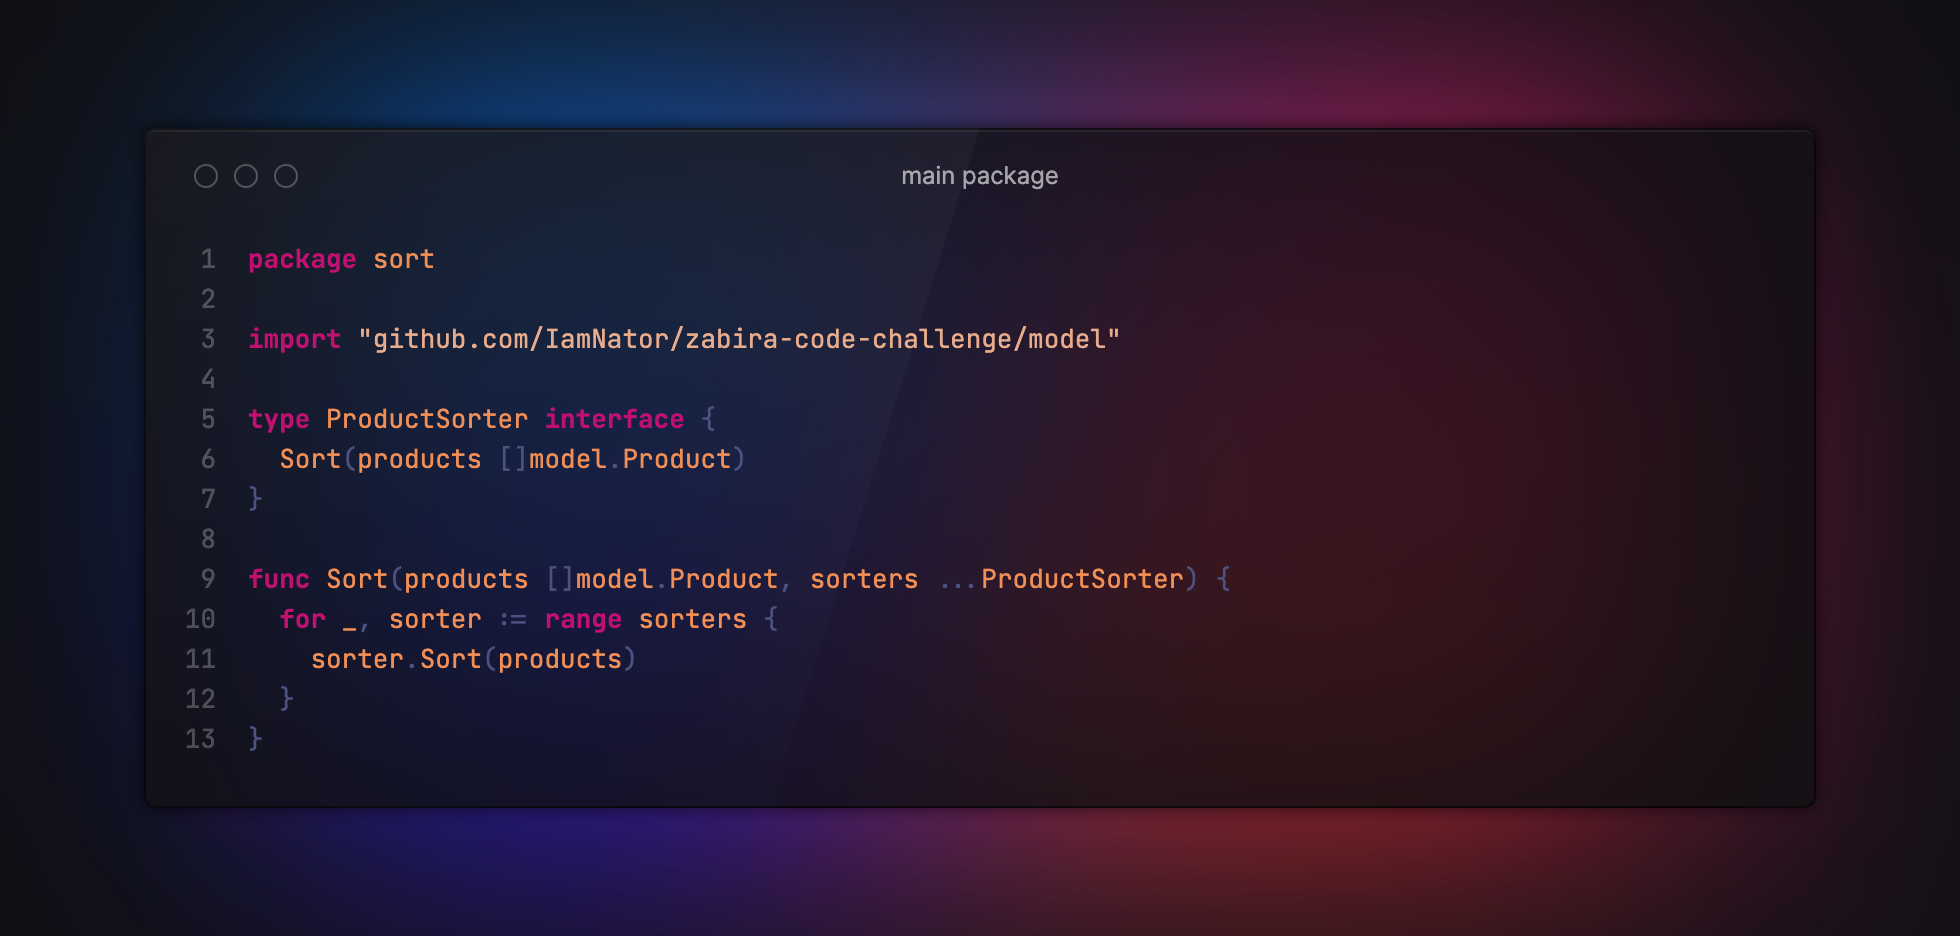 main package
1 package sort
2
3 import "github.com/IamNator/zabira-code-challenge/model"
4
5 type ProductSorter interface {
6   Sort(products []model.Product)
7 }
8
9 func Sort(products []model.Product, sorters ...ProductSorter) {
10   for _, sorter := range sorters {
11     sorter.Sort(products)
12   }
13 }